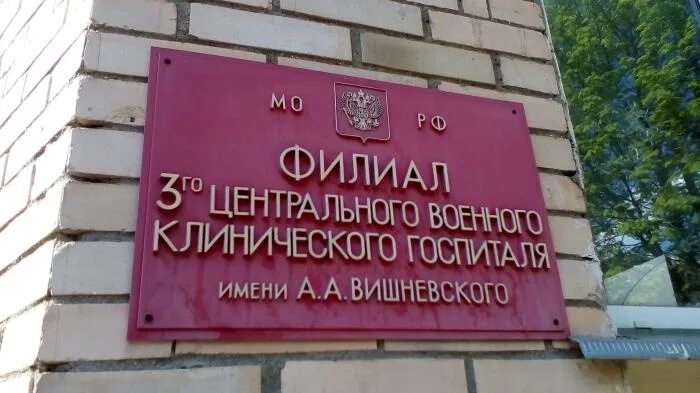 МО РФ
ФИЛИАЛ
3ГО ЦЕНТРАЛЬНОГО ВОЕННОГО
КЛИНИЧЕСКОГО ГОСПИТАЛЯ
ИМЕНИ А.А.ВИШНЕВСКОГО